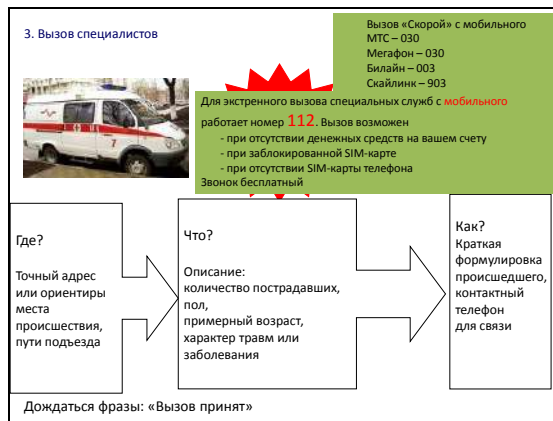 3. Вызов специалистов
Вызов «Скорой» с мобильного
МТС – 030
Мегафон – 030
Билайн – 003
Скайлинк – 903
Для экстренного вызова специальных служб с мобильного
работает номер 112. Вызов возможен
- при отсутствии денежных средств на вашем счету
- при заблокированной SIM-карте
- при отсутствии SIM-карты телефона
Звонок бесплатный
7
Где?
Точный адрес
или ориентиры
места
происшествия,
пути подъезда
Что?
Описание:
количество пострадавших,
пол,
примерный возраст,
характер травм или
заболевания
Как?
Краткая
формулировка
происшедшего,
контактный
телефон
для связи
Дождаться фразы: «Вызов принят»